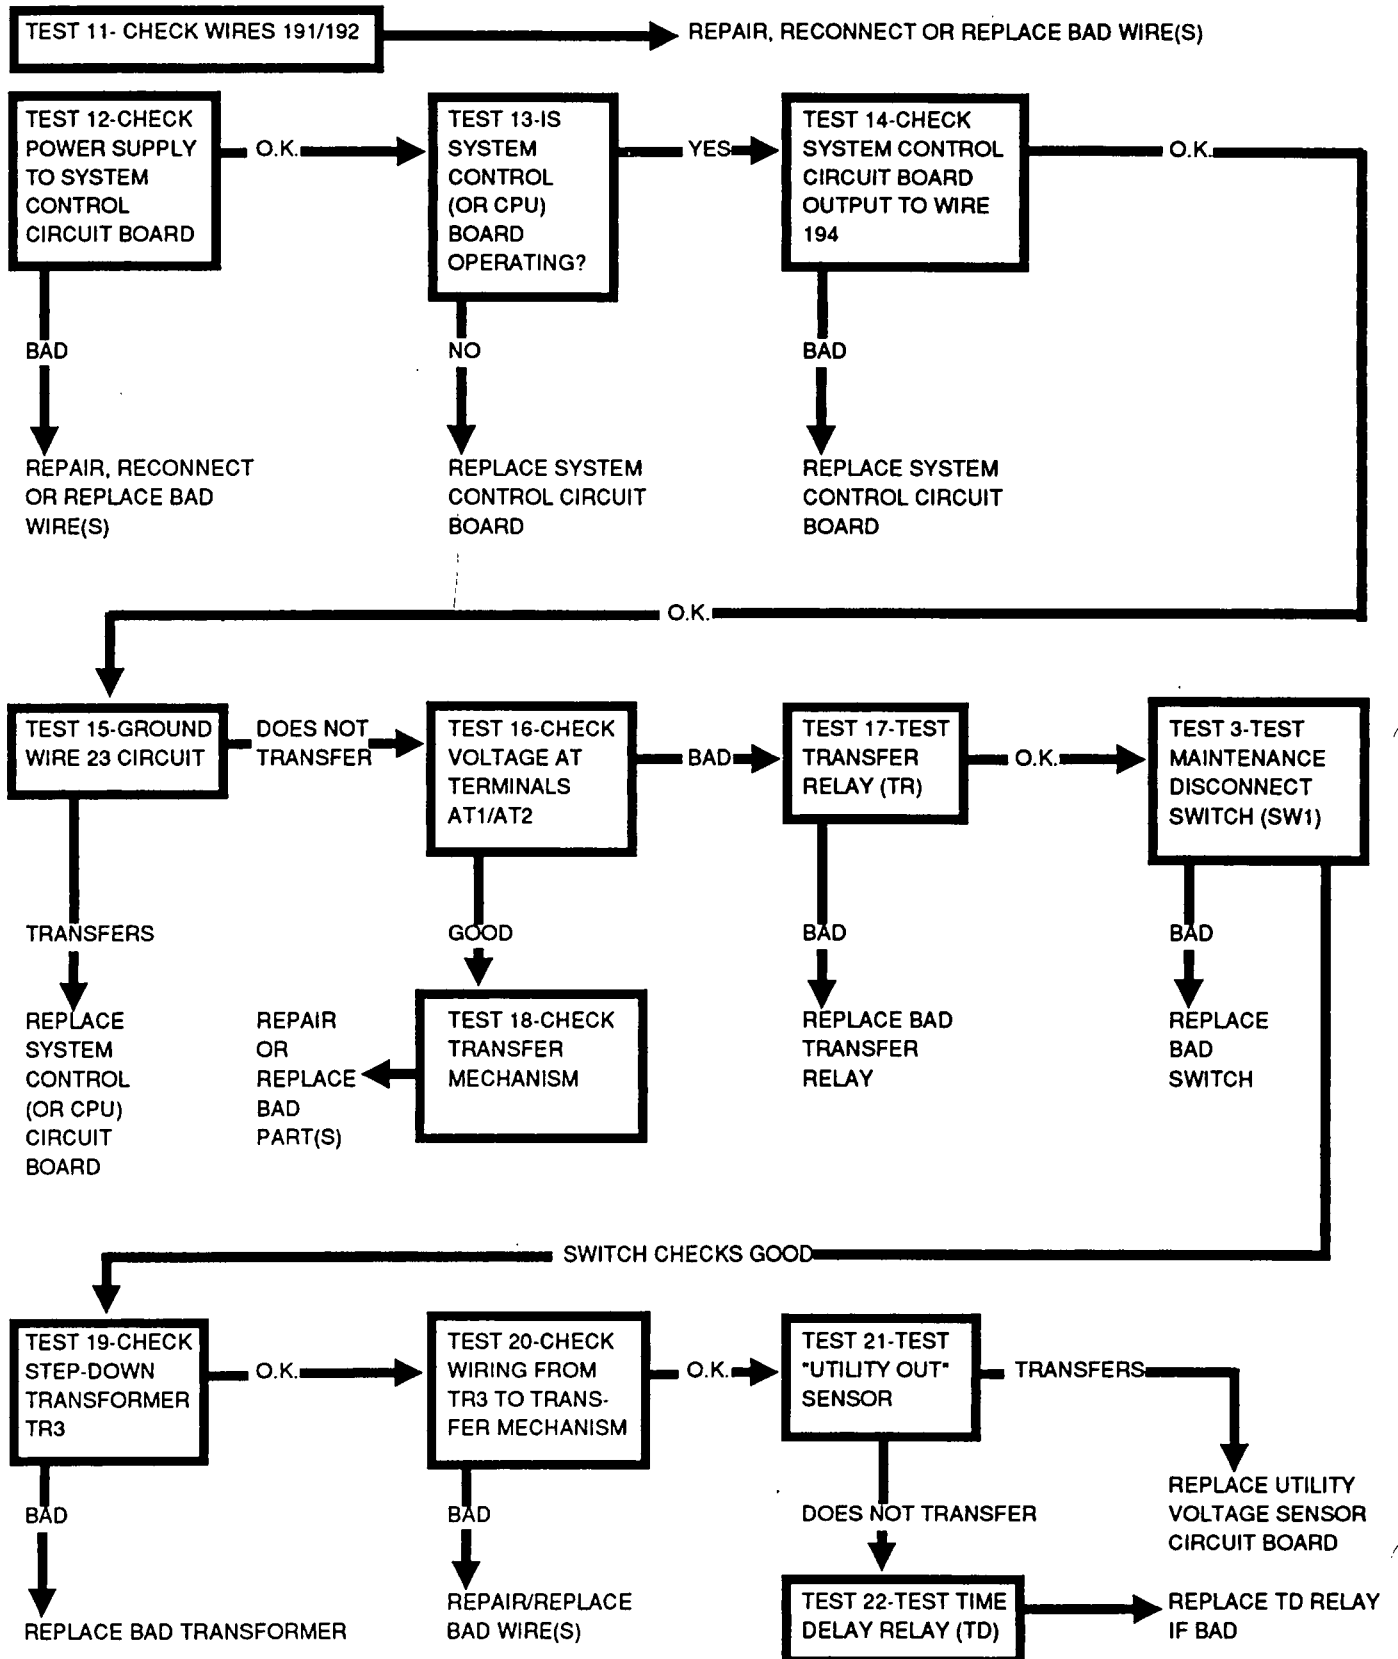 TEST 11- CHECK WIRES 191/192
REPAIR, RECONNECT OR REPLACE BAD WIRE(S)
TEST 12-CHECK
POWER SUPPLY
TO SYSTEM
CONTROL
CIRCUIT BOARD
O.K.
TEST 13-IS
SYSTEM
CONTROL
(OR CPU)
BOARD
OPERATING?
YES
TEST 14-CHECK
SYSTEM CONTROL
CIRCUIT BOARD
OUTPUT TO WIRE
194
O.K.
BAD
NO
BAD
REPAIR, RECONNECT
OR REPLACE BAD
WIRE(S)
REPLACE SYSTEM
CONTROL CIRCUIT
BOARD
REPLACE SYSTEM
CONTROL CIRCUIT
BOARD
O.K.
TEST 15-GROUND
WIRE 23 CIRCUIT
DOES NOT
TRANSFER
TEST 16-CHECK
VOLTAGE AT
TERMINALS
AT1/AT2
BAD
TEST 17-TEST
TRANSFER
RELAY (TR)
O.K.
TEST 3-TEST
MAINTENANCE
DISCONNECT
SWITCH (SW1)
TRANSFERS
GOOD
BAD
BAD
REPLACE
SYSTEM
CONTROL
(OR CPU)
CIRCUIT
BOARD
REPAIR
OR
REPLACE
BAD
PART(S)
TEST 18-CHECK
TRANSFER
MECHANISM
REPLACE BAD
TRANSFER
RELAY
REPLACE
BAD
SWITCH
SWITCH CHECKS GOOD
TEST 19-CHECK
STEP-DOWN
TRANSFORMER
TR3
O.K.
TEST 20-CHECK
WIRING FROM
TR3 TO TRANS-
FER MECHANISM
O.K.
TEST 21-TEST
"UTILITY OUT"
SENSOR
TRANSFERS
BAD
BAD
DOES NOT TRANSFER
REPLACE UTILITY
VOLTAGE SENSOR
CIRCUIT BOARD
REPLACE BAD TRANSFORMER
REPAIR/REPLACE
BAD WIRE(S)
TEST 22-TEST TIME
DELAY RELAY (TD)
REPLACE TD RELAY
IF BAD